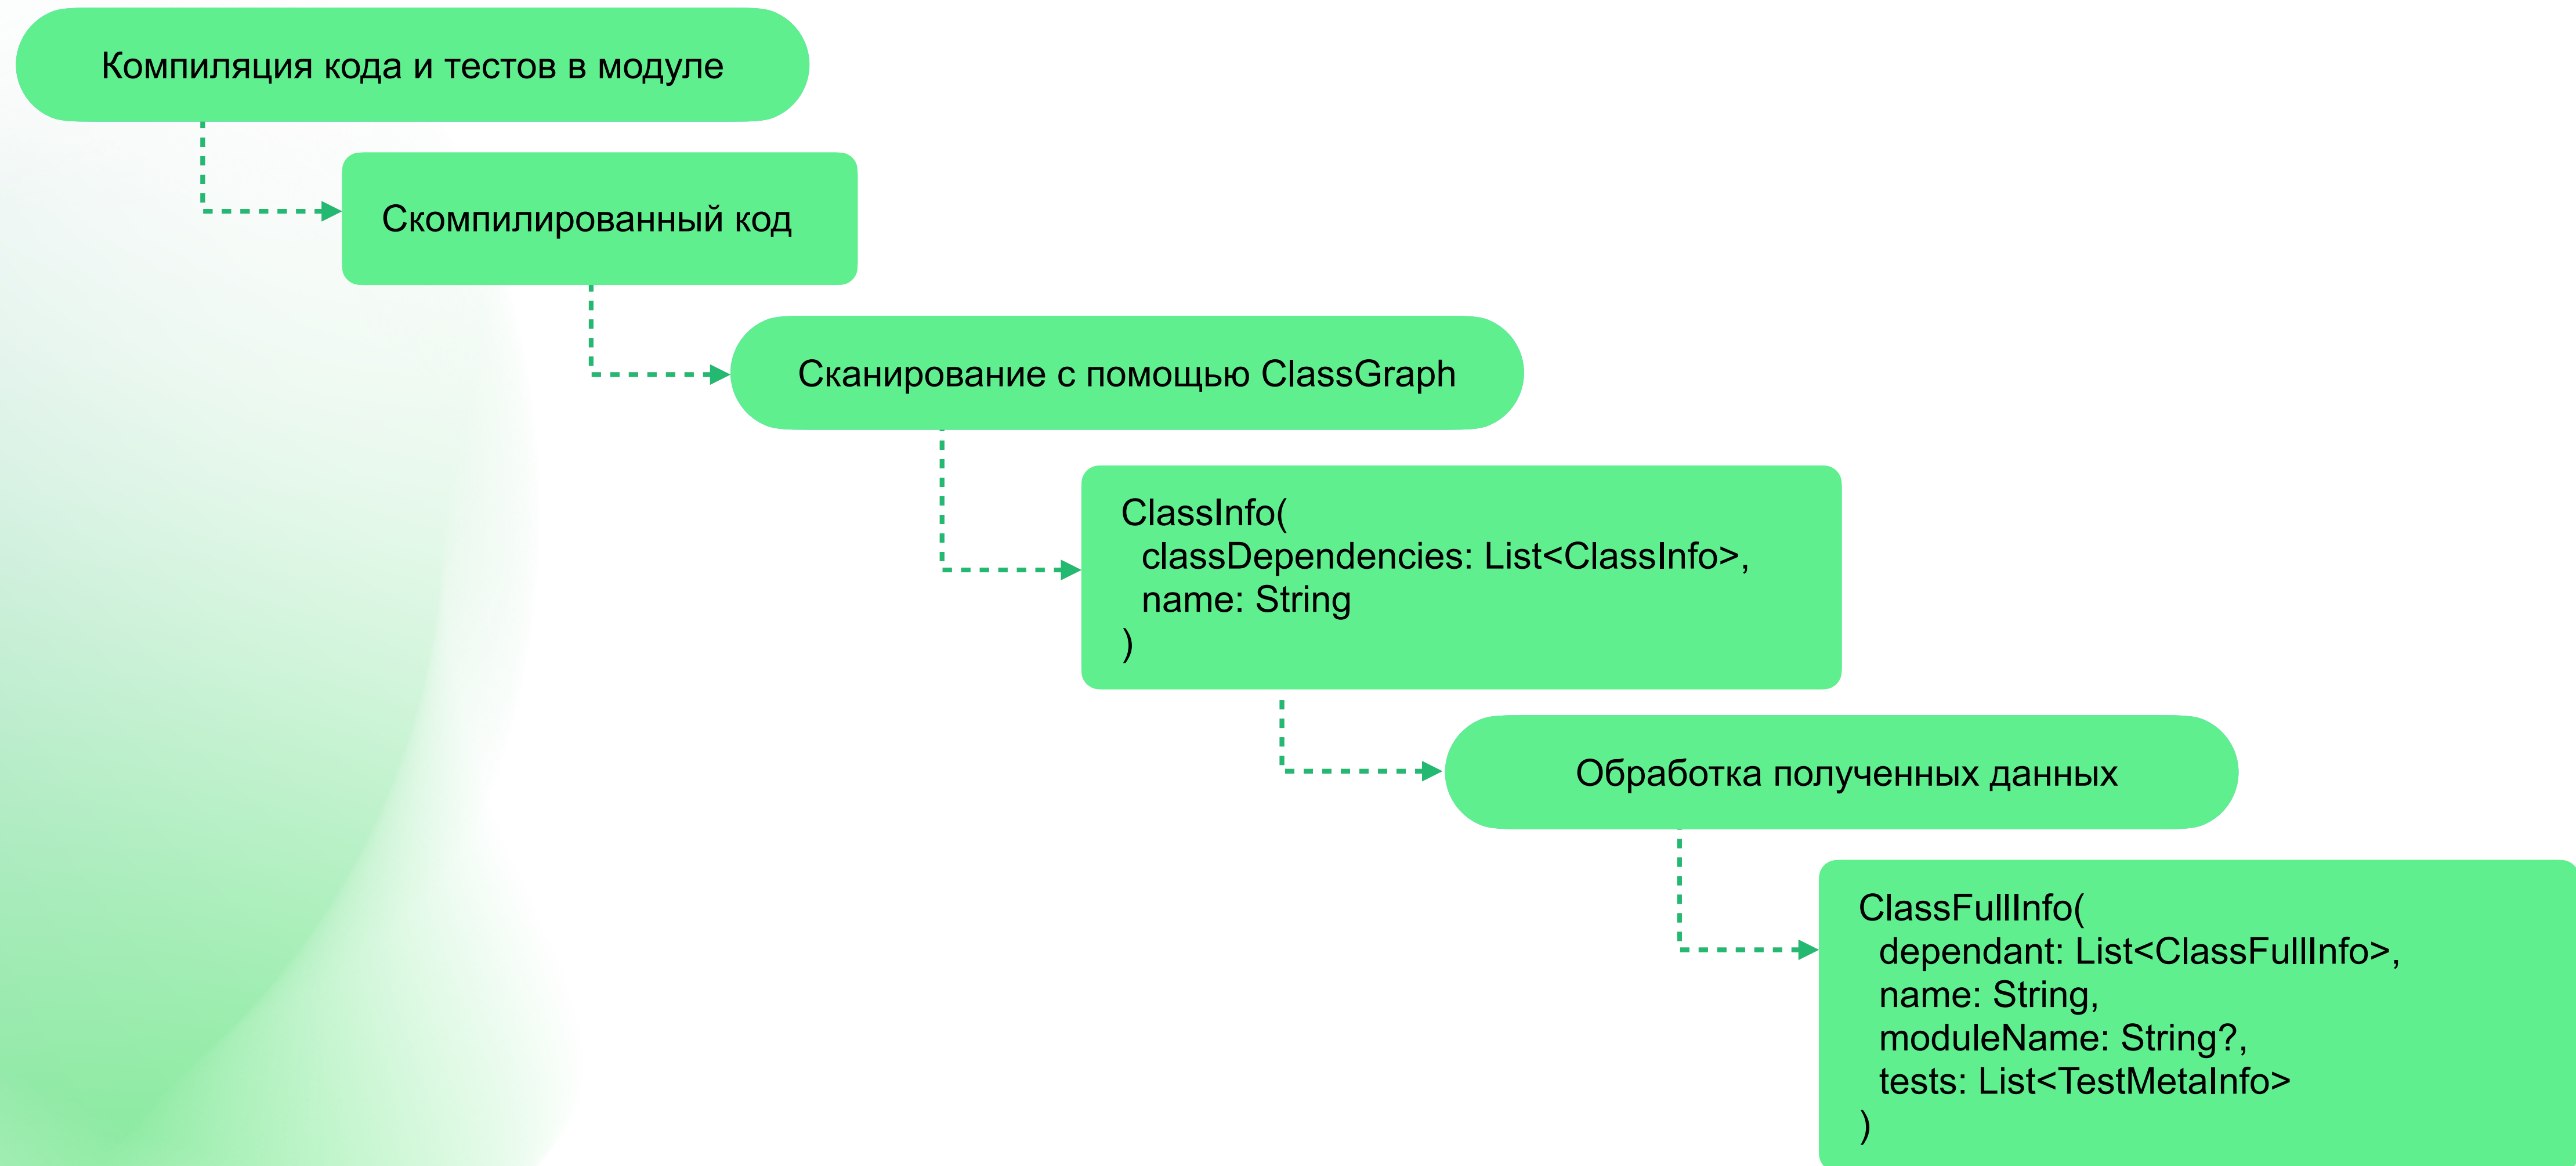 Компиляция кода и тестов в модуле
Скомпилированный код
Сканирование с помощью ClassGraph
ClassInfo(
classDependencies: List<ClassInfo>,
name: String
)
Обработка полученных данных
ClassFullInfo(
dependant: List<ClassFullInfo>,
name: String,
moduleName: String?,
tests: List<TestMetaInfo>
)